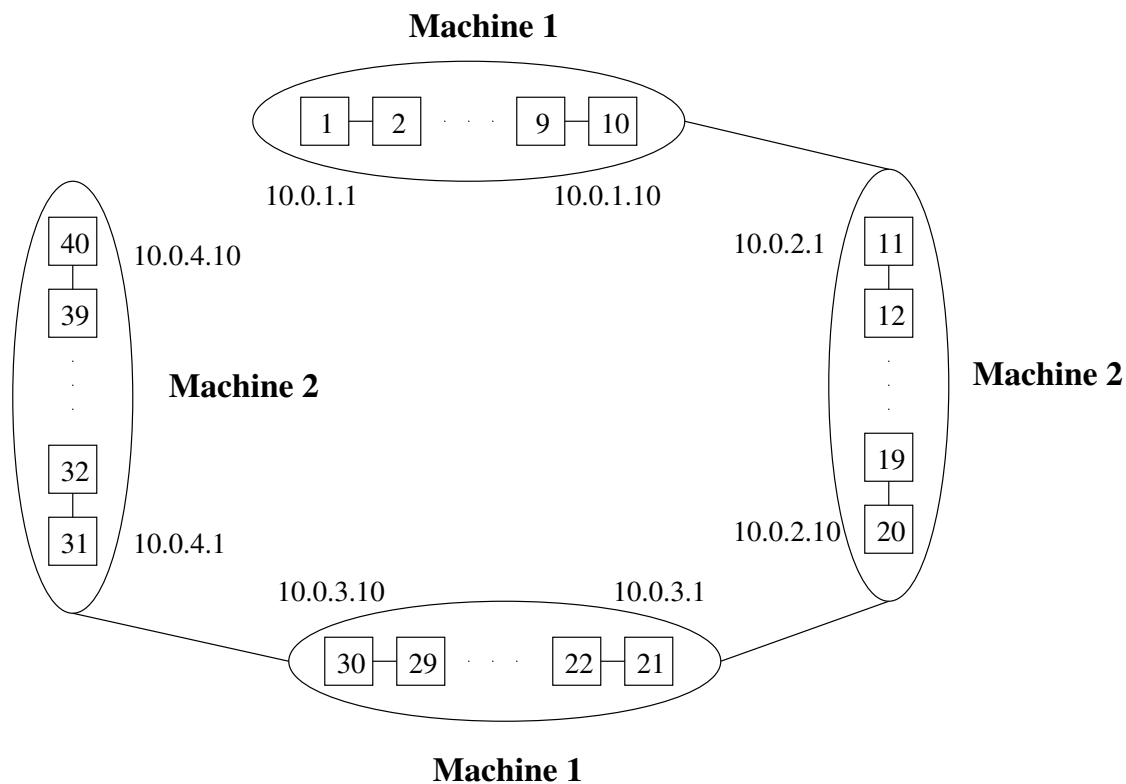 Machine 1
1 2 . . . 9 10
10.0.1.1 10.0.1.10
40 10.0.4.10
39
.
.
.
32
31 10.0.4.1
Machine 2
10.0.2.1 11
12
.
.
.
19
10.0.2.10 20
Machine 2
10.0.3.10 10.0.3.1
30 29 . . . 22 21
Machine 1